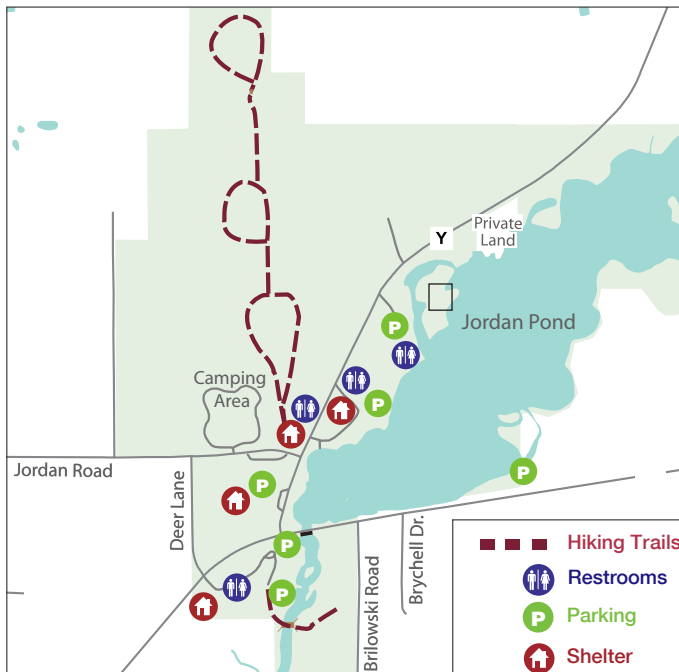 Y
Private
Land
Jordan Pond
P
Camping
Area
P
Jordan Road
P
P
Deer Lane
P
P
Brilowski Road
Brychell Dr.
Hiking Trails
Restrooms
P Parking
Shelter